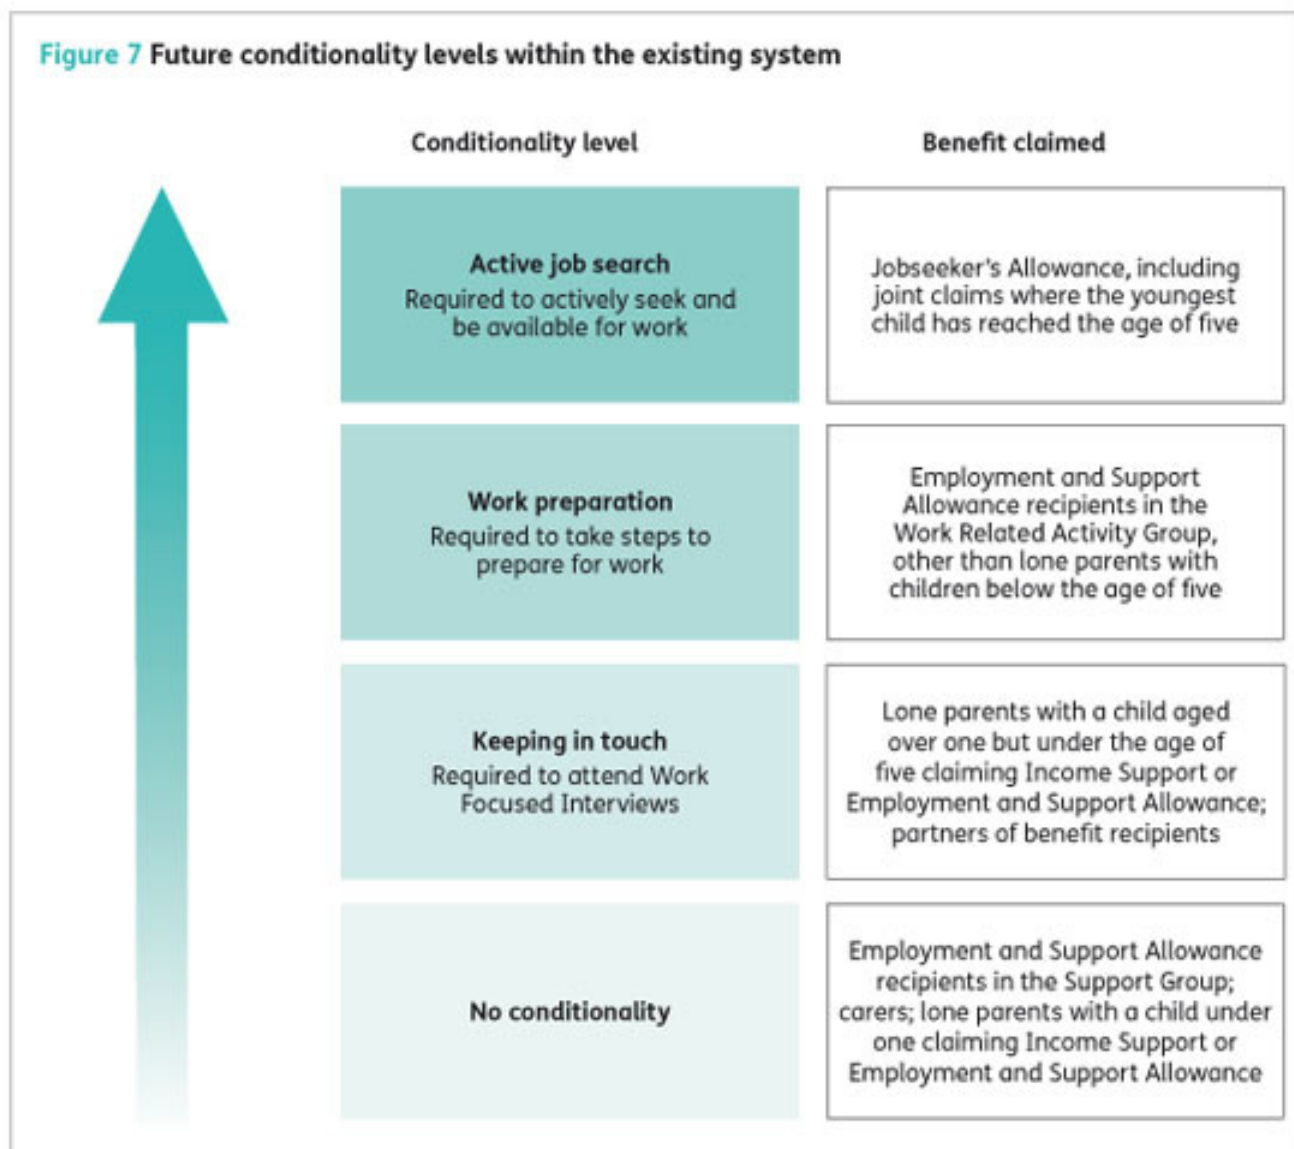 Figure 7 Future conditionality levels within the existing system
Conditionality level
Benefit claimed
Active job search
Required to actively seek and
be available for work
Jobseeker's Allowance, including
joint claims where the youngest
child has reached the age of five
Work preparation
Required to take steps to
prepare for work
Employment and Support
Allowance recipients in the
Work Related Activity Group,
other than lone parents with
children below the age of five
Keeping in touch
Required to attend Work
Focused Interviews
Lone parents with a child aged
over one but under the age of
five claiming Income Support or
Employment and Support Allowance;
partners of benefit recipients
No conditionality
Employment and Support Allowance
recipients in the Support Group;
carers; lone parents with a child under
one claiming Income Support or
Employment and Support Allowance